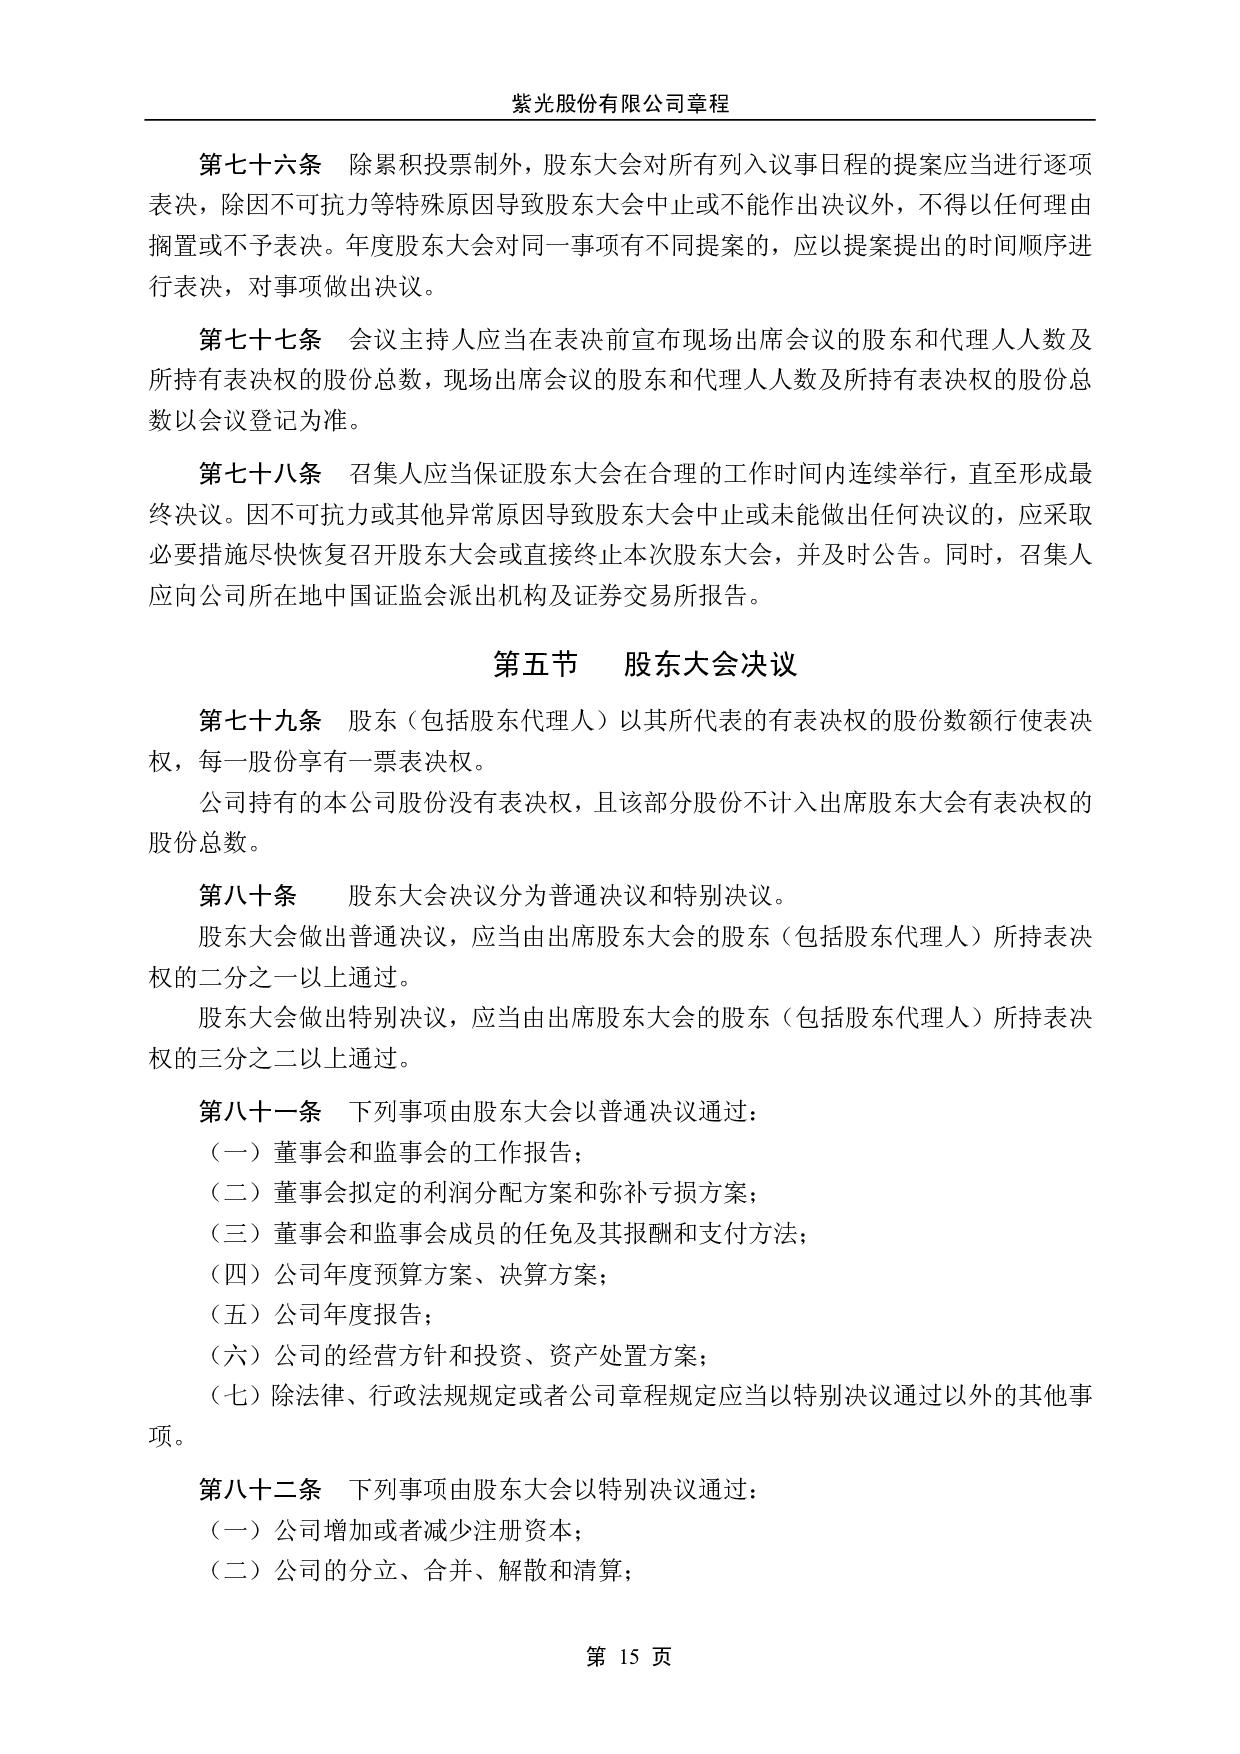 紫光股份有限公司章程
第七十六条　除累积投票制外，股东大会对所有列入议事日程的提案应当进行逐项
表决，除因不可抗力等特殊原因导致股东大会中止或不能作出决议外，不得以任何理由
搁置或不予表决。年度股东大会对同一事项有不同提案的，应以提案提出的时间顺序进
行表决，对事项做出决议。
第七十七条　会议主持人应当在表决前宣布现场出席会议的股东和代理人人数及
所持有表决权的股份总数，现场出席会议的股东和代理人人数及所持有表决权的股份总
数以会议登记为准。
第七十八条　召集人应当保证股东大会在合理的工作时间内连续举行，直至形成最
终决议。因不可抗力或其他异常原因导致股东大会中止或未能做出任何决议的，应采取
必要措施尽快恢复召开股东大会或直接终止本次股东大会，并及时公告。同时，召集人
应向公司所在地中国证监会派出机构及证券交易所报告。
第五节　股东大会决议
第七十九条　股东（包括股东代理人）以其所代表的有表决权的股份数额行使表决
权，每一股份享有一票表决权。
公司持有的本公司股份没有表决权，且该部分股份不计入出席股东大会有表决权的
股份总数。
第八十条　　股东大会决议分为普通决议和特别决议。
股东大会做出普通决议，应当由出席股东大会的股东（包括股东代理人）所持表决
权的二分之一以上通过。
股东大会做出特别决议，应当由出席股东大会的股东（包括股东代理人）所持表决
权的三分之二以上通过。
第八十一条　下列事项由股东大会以普通决议通过：
（一）董事会和监事会的工作报告；
（二）董事会拟定的利润分配方案和弥补亏损方案；
（三）董事会和监事会成员的任免及其报酬和支付方法；
（四）公司年度预算方案、决算方案；
（五）公司年度报告；
（六）公司的经营方针和投资、资产处置方案；
（七）除法律、行政法规规定或者公司章程规定应当以特别决议通过以外的其他事
项。
第八十二条　下列事项由股东大会以特别决议通过：
（一）公司增加或者减少注册资本；
（二）公司的分立、合并、解散和清算；
第 15 页